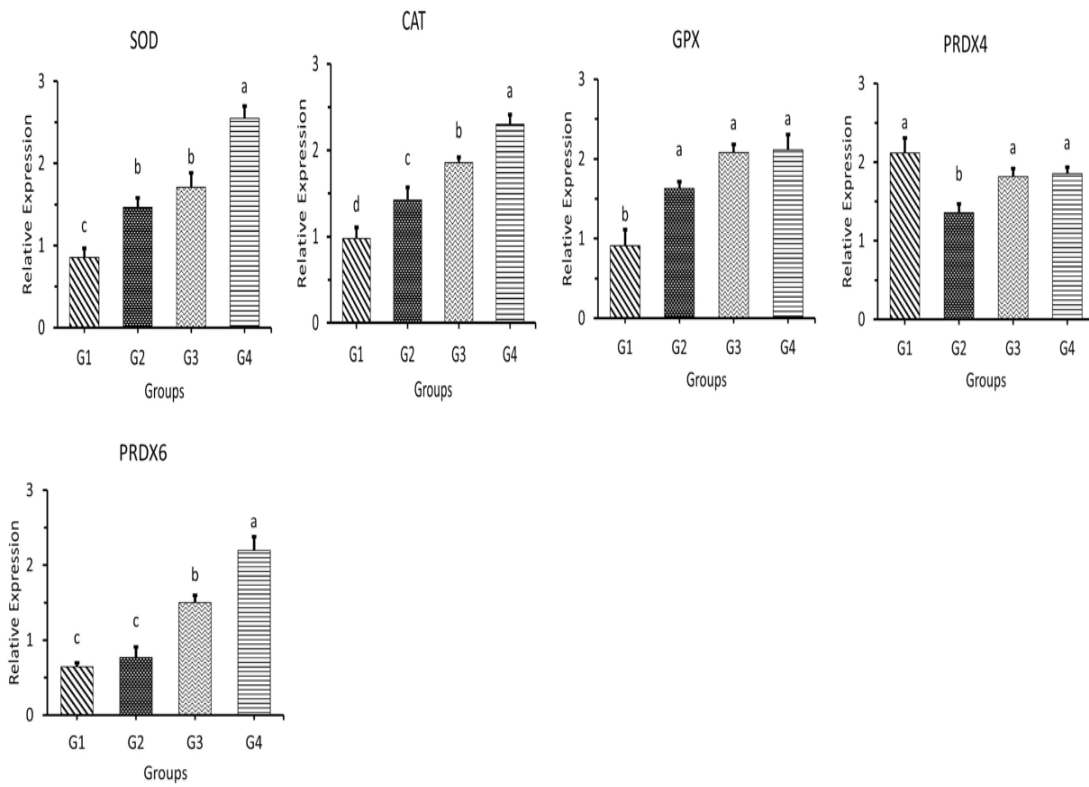 SOD
Relative Expression
3
2
1
0
c
b
b
a
G1 G2 G3 G4
Groups
CAT
Relative Expression
3
2
1
0
d
c
b
a
G1 G2 G3 G4
Groups
GPX
Relative Expression
3
2
1
0
b
a
a
a
G1 G2 G3 G4
Groups
PRDX4
Relative Expression
3
2
1
0
a
b
a
a
G1 G2 G3 G4
Groups
PRDX6
Relative Expression
3
2
1
0
c
c
b
a
G1 G2 G3 G4
Groups